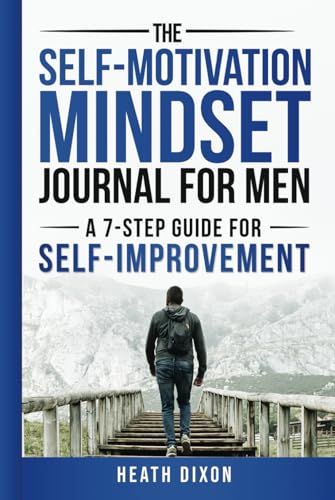 THE
SELF-MOTIVATION
MINDSET
JOURNAL FOR MEN
A 7-STEP GUIDE FOR
SELF-IMPROVEMENT
HEATH DIXON